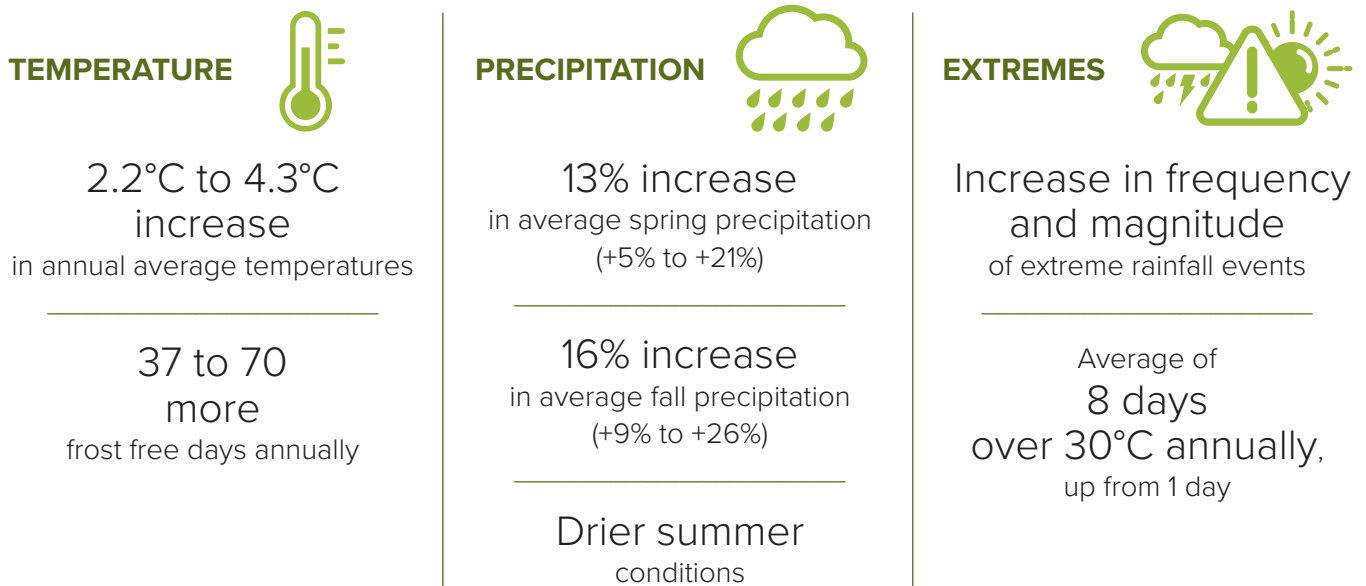 TEMPERATURE
2.2°C to 4.3°C
increase
in annual average temperatures
37 to 70
more
frost free days annually
PRECIPITATION
13% increase
in average spring precipitation
(+5% to +21%)
16% increase
in average fall precipitation
(+9% to +26%)
Drier summer
conditions
EXTREMES
Increase in frequency
and magnitude
of extreme rainfall events
Average of
8 days
over 30°C annually,
up from 1 day